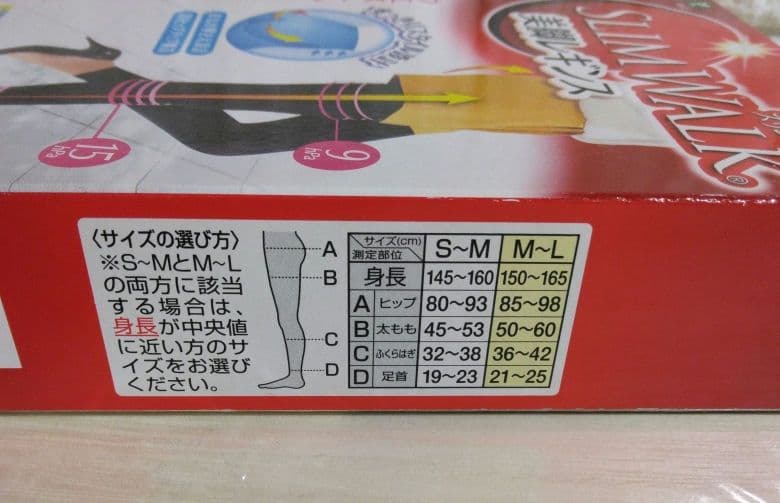 SLIM WALK®
美脚レギンス
15
hPa
9
hPa
〈サイズの選び方〉
※S~MとM~L
の両方に該当
する場合は、
身長が中央値
に近い方のサ
イズをお選び
ください。
A
B
C
D
サイズ(cm) 測定部位 S~M M~L
身長 145~160 150~165
A ヒップ 80~93 85~98
B 太もも 45~53 50~60
C ふくらはぎ 32~38 36~42
D 足首 19~23 21~25